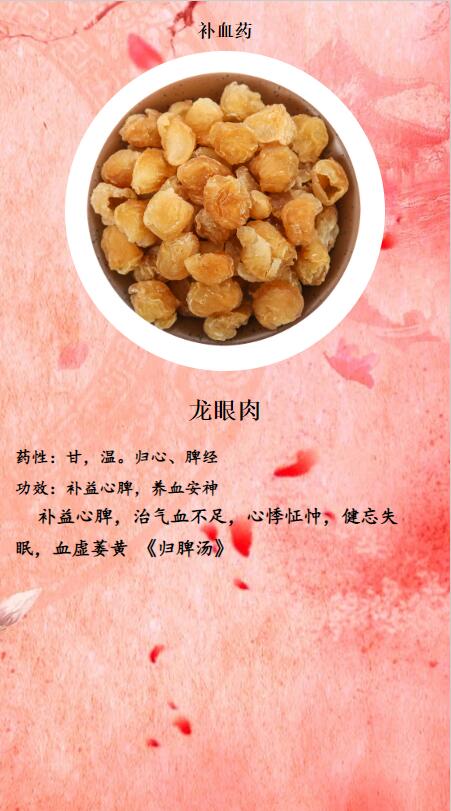 补血药
龙眼肉
药性：甘，温。归心、脾经
功效：补益心脾，养血安神
补益心脾，治气血不足，心悸怔忡，健忘失
眠，血虚萎黄 《归脾汤》